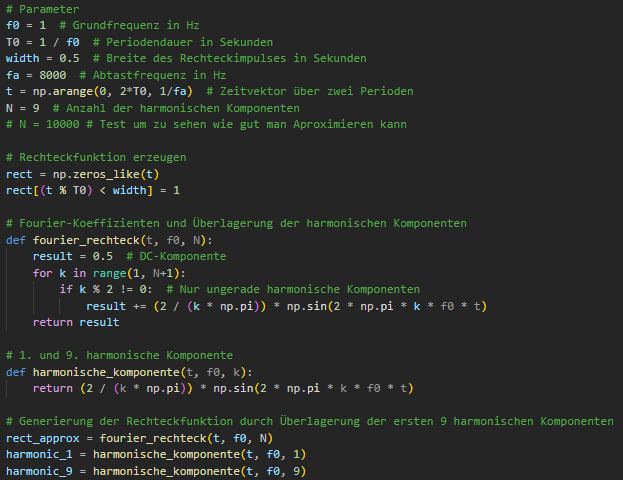 # Parameter
f0 = 1  # Grundfrequenz in Hz
T0 = 1 / f0  # Periodendauer in Sekunden
width = 0.5  # Breite des Rechteckimpulses in Sekunden
fa = 8000  # Abtastfrequenz in Hz
t = np.arange(0, 2*T0, 1/fa)  # Zeitvektor über zwei Perioden
N = 9  # Anzahl der harmonischen Komponenten
# N = 10000 # Test um zu sehen wie gut man Aproximieren kann

# Rechteckfunktion erzeugen
rect = np.zeros_like(t)
rect[(t % T0) < width] = 1

# Fourier-Koeffizienten und Überlagerung der harmonischen Komponenten
def fourier_rechteck(t, f0, N):
    result = 0.5  # DC-Komponente
    for k in range(1, N+1):
        if k % 2 != 0:  # Nur ungerade harmonische Komponenten
            result += (2 / (k * np.pi)) * np.sin(2 * np.pi * k * f0 * t)
    return result

# 1. und 9. harmonische Komponente
def harmonische_komponente(t, f0, k):
    return (2 / (k * np.pi)) * np.sin(2 * np.pi * k * f0 * t)

# Generierung der Rechteckfunktion durch Überlagerung der ersten 9 harmonischen Komponenten
rect_approx = fourier_rechteck(t, f0, N)
harmonic_1 = harmonische_komponente(t, f0, 1)
harmonic_9 = harmonische_komponente(t, f0, 9)